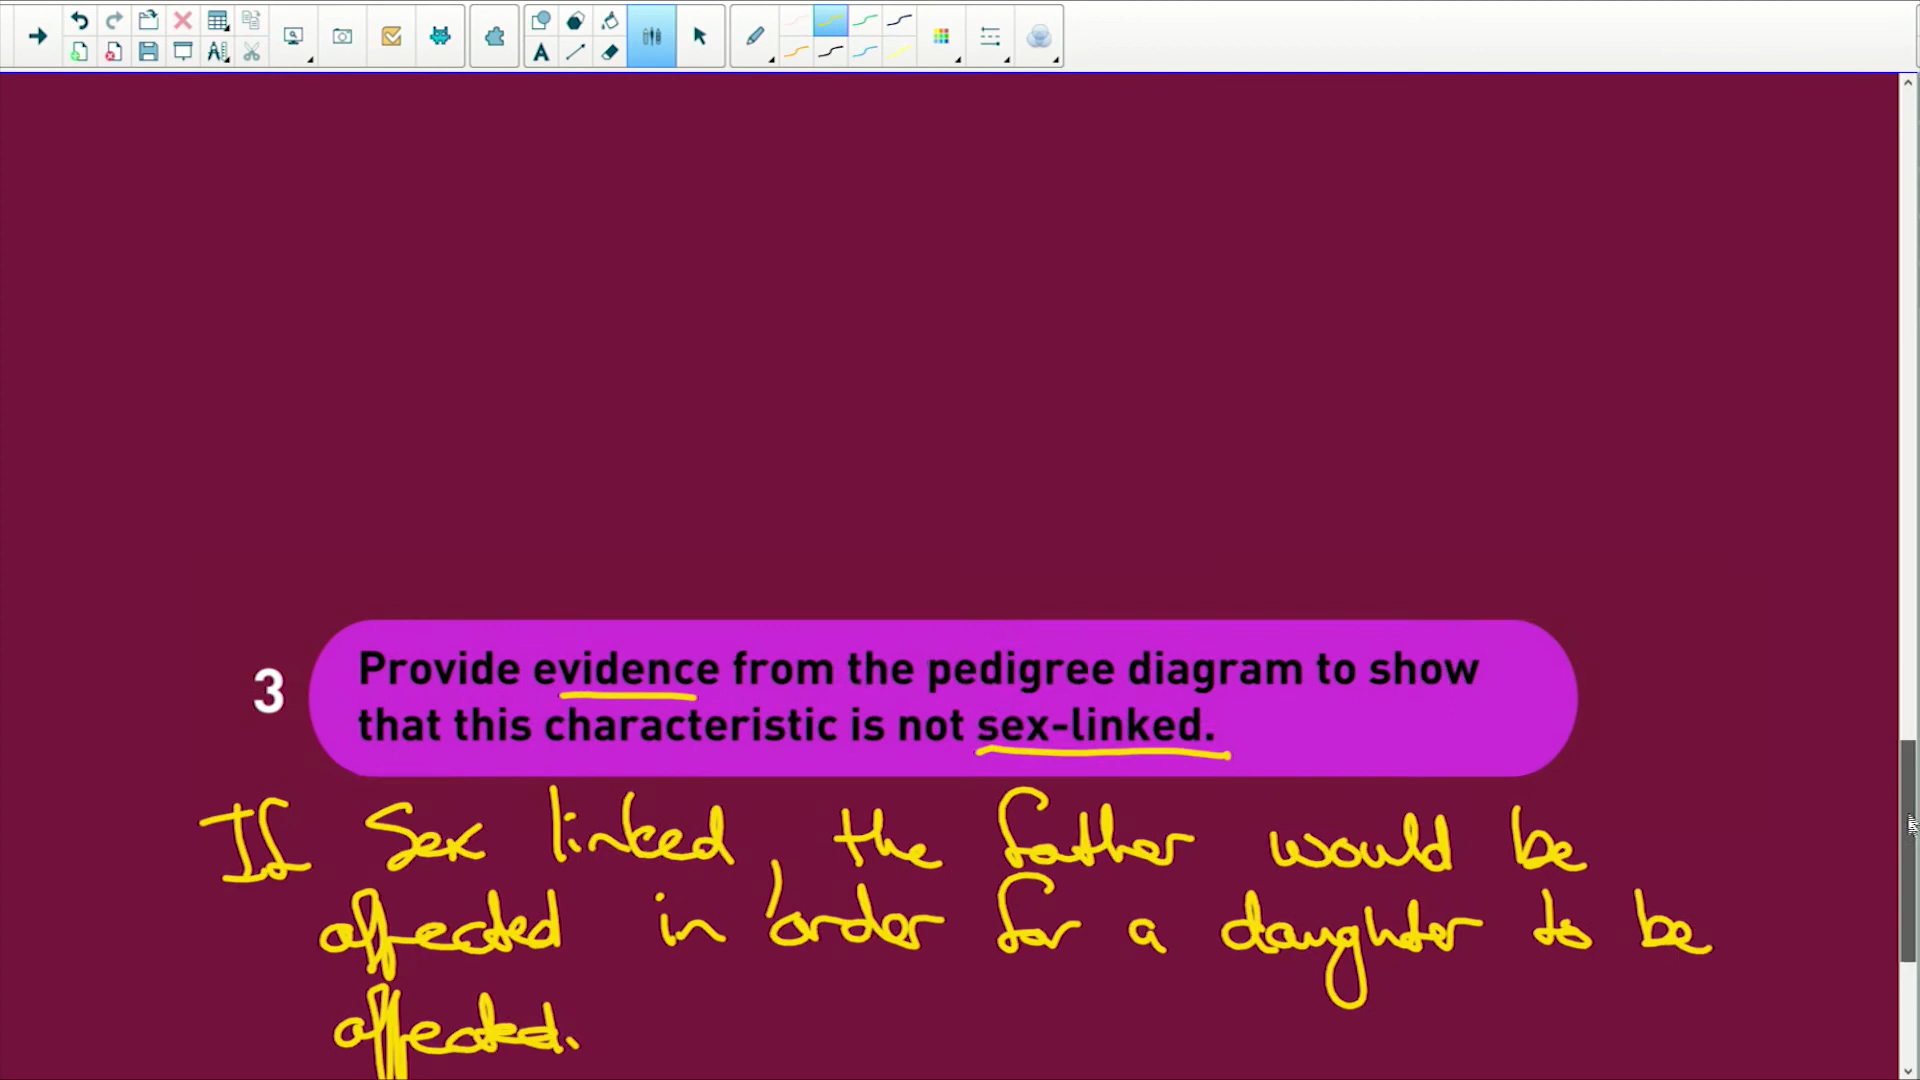 3
Provide evidence from the pedigree diagram to show
that this characteristic is not sex-linked.
If Sex linked, the father would be
affected in order for a daughter to be
affected.